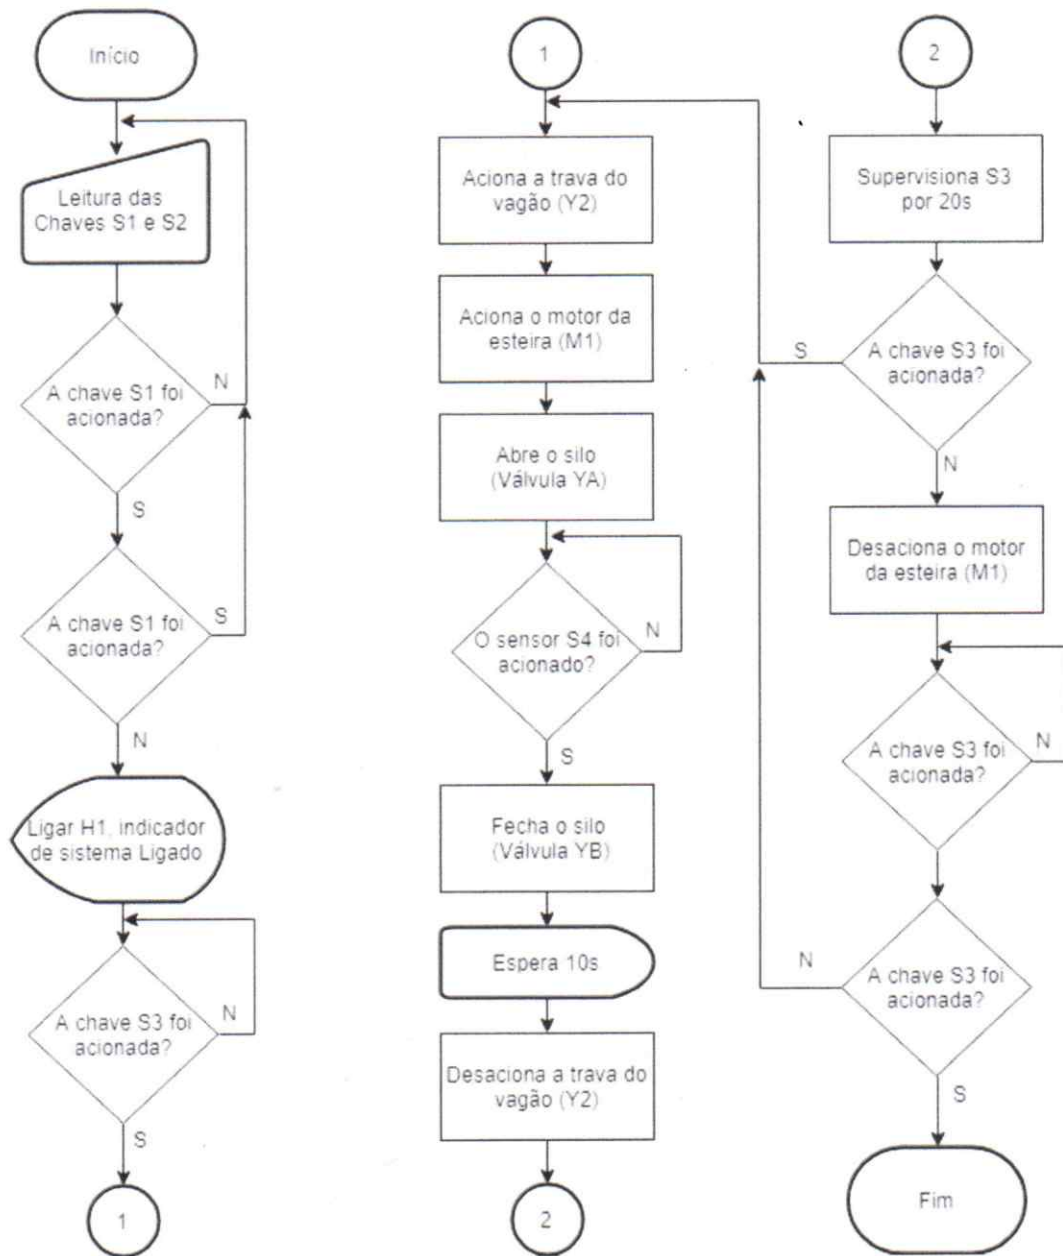 Início
Leitura das
Chaves S1 e S2
A chave S1 foi
acionada?
N
S
A chave S1 foi
acionada?
S
N
Ligar H1, indicador
de sistema Ligado
A chave S3 foi
acionada?
N
S
1
1
Aciona a trava do
vagão (Y2)
Aciona o motor da
esteira (M1)
Abre o silo
(Válvula YA)
O sensor S4 foi
acionado?
N
S
Fecha o silo
(Válvula YB)
Espera 10s
Desaciona a trava do
vagão (Y2)
2
2
Supervisiona S3
por 20s
S
A chave S3 foi
acionada?
N
Desaciona o motor
da esteira (M1)
A chave S3 foi
acionada?
N
N
A chave S3 foi
acionada?
S
Fim